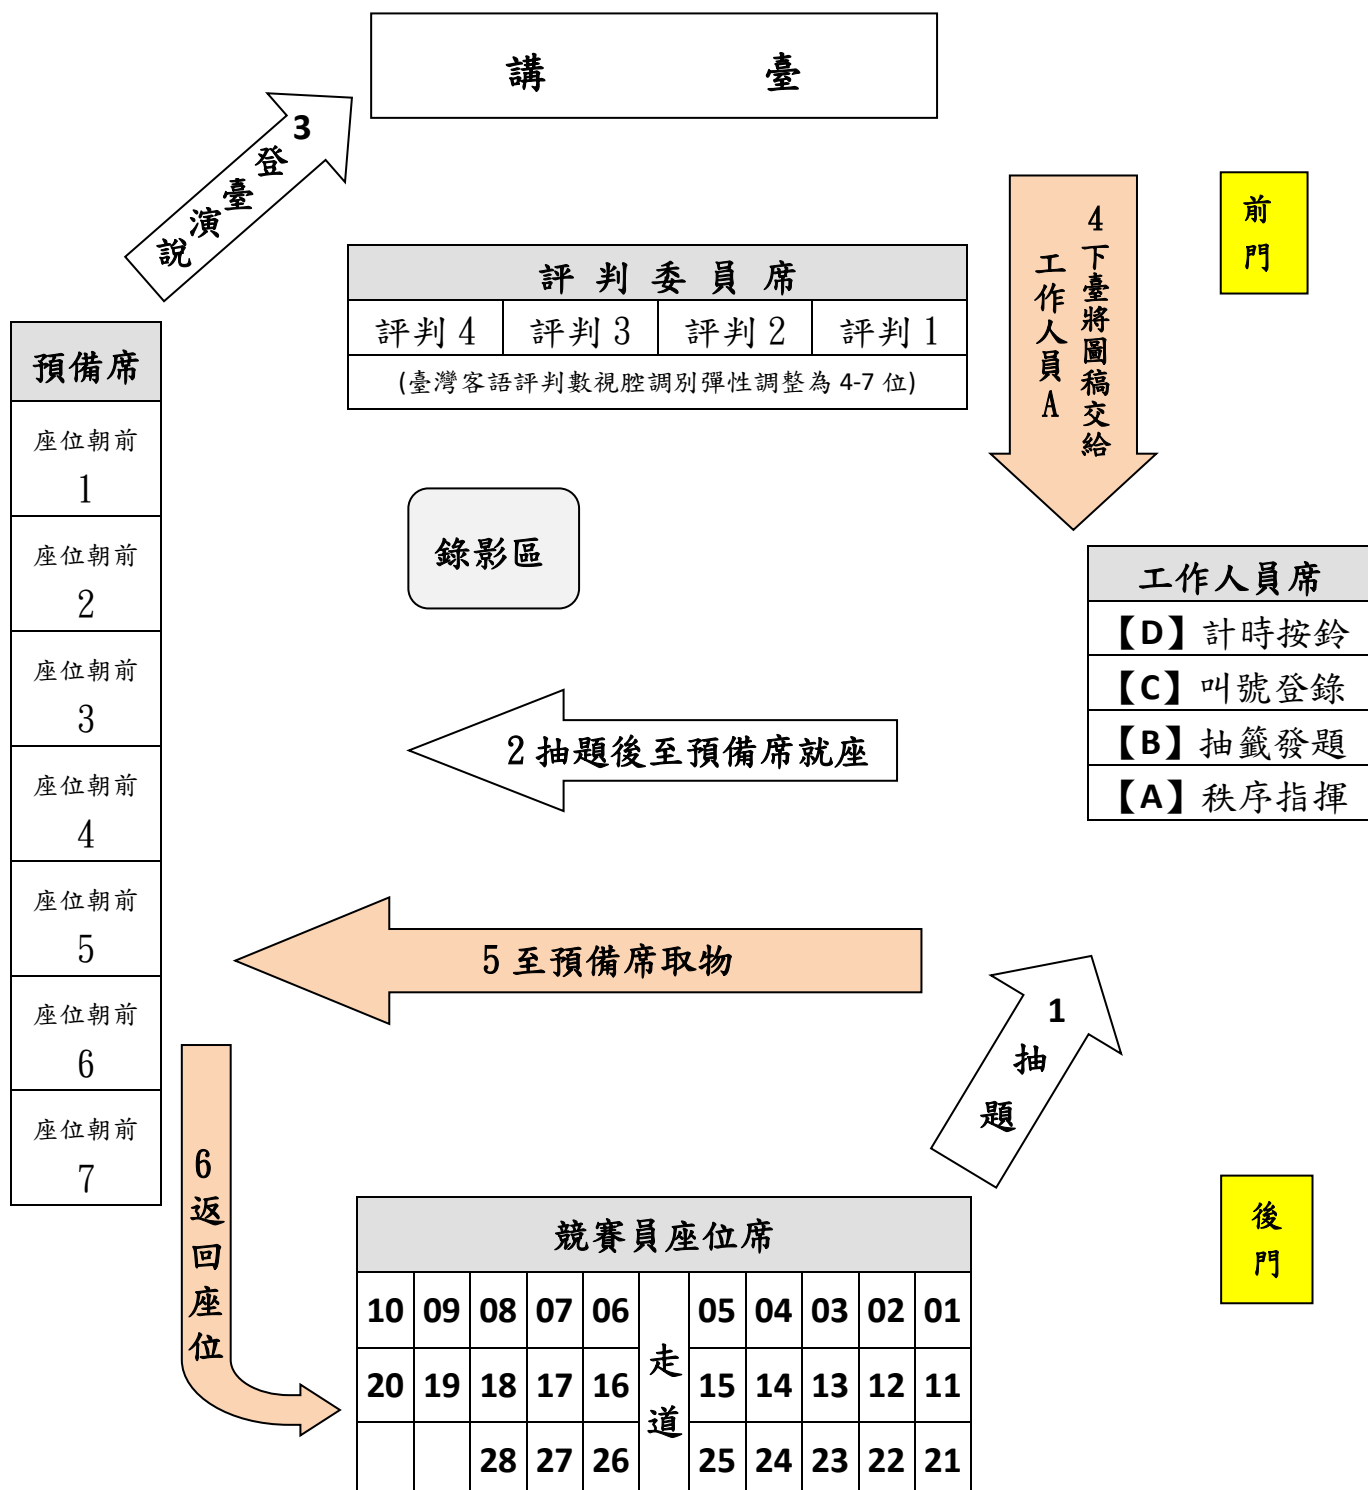 講 臺
3登臺演說
前門
4下臺將圖稿交給
工作人員A
評判委員席
評判4 評判3 評判2 評判1
(臺灣客語評判數視腔調別彈性調整為 4-7 位)
預備席
座位朝前
1
座位朝前
2
座位朝前
3
座位朝前
4
座位朝前
5
座位朝前
6
座位朝前
7
錄影區
工作人員席
【D】計時按鈴
【C】叫號登錄
【B】抽籤發題
【A】秩序指揮
2 抽題後至預備席就座
5 至預備席取物
1抽題
6返回座位
後門
競賽員座位席
10 09 08 07 06 走道 05 04 03 02 01
20 19 18 17 16 15 14 13 12 11
28 27 26 25 24 23 22 21